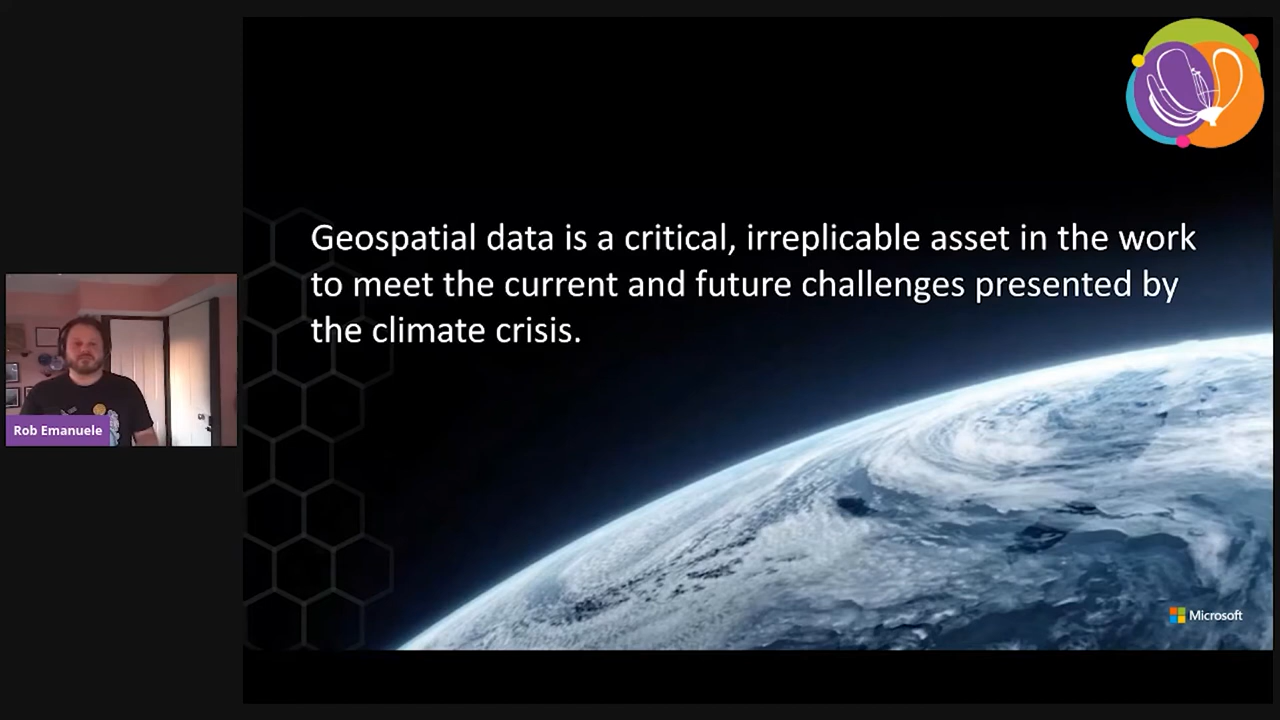 Geospatial data is a critical, irreplicable asset in the work
to meet the current and future challenges presented by
the climate crisis.
Rob Emanuele
Microsoft